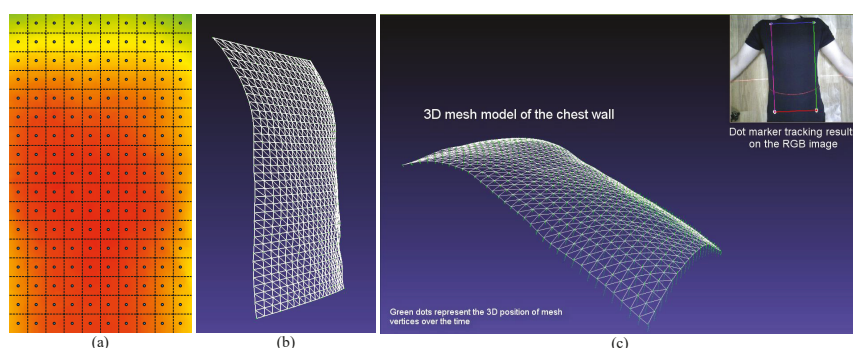 3D mesh model of the chest wall
Dot marker tracking result
on the RGB image
Green dots represent the 3D position of mesh
vertices over the time
(a)
(b)
(c)